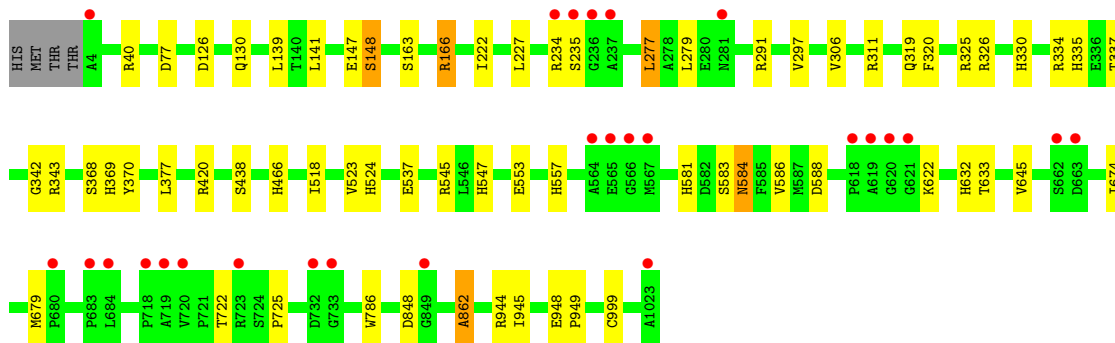 HIS MET THR THR A4 R40 D77 D126 Q130 L139 T140 L141 E147 S148 S163 R166 I222 L227 R234 S235 G236 A237 L277 A278 L279 E280 N281 R291 V297 V306 R311 Q319 F320 R325 R326 H330 R334 H335 E336 T337
G342 R343 S368 H369 Y370 L377 R420 S438 H466 I518 V523 H524 E537 R545 L546 H547 E553 H557 A564 E565 G566 M567 H581 D582 S583 N584 F585 V586 M587 D588 P618 A619 G620 G621 K622 H632 T633 V645 S662 D663 I674
M679 P680 P683 L684 P718 A719 V720 P721 T722 R723 S724 P725 D732 G733 W786 D848 G849 A862 R944 I945 E948 P949 C999 A1023